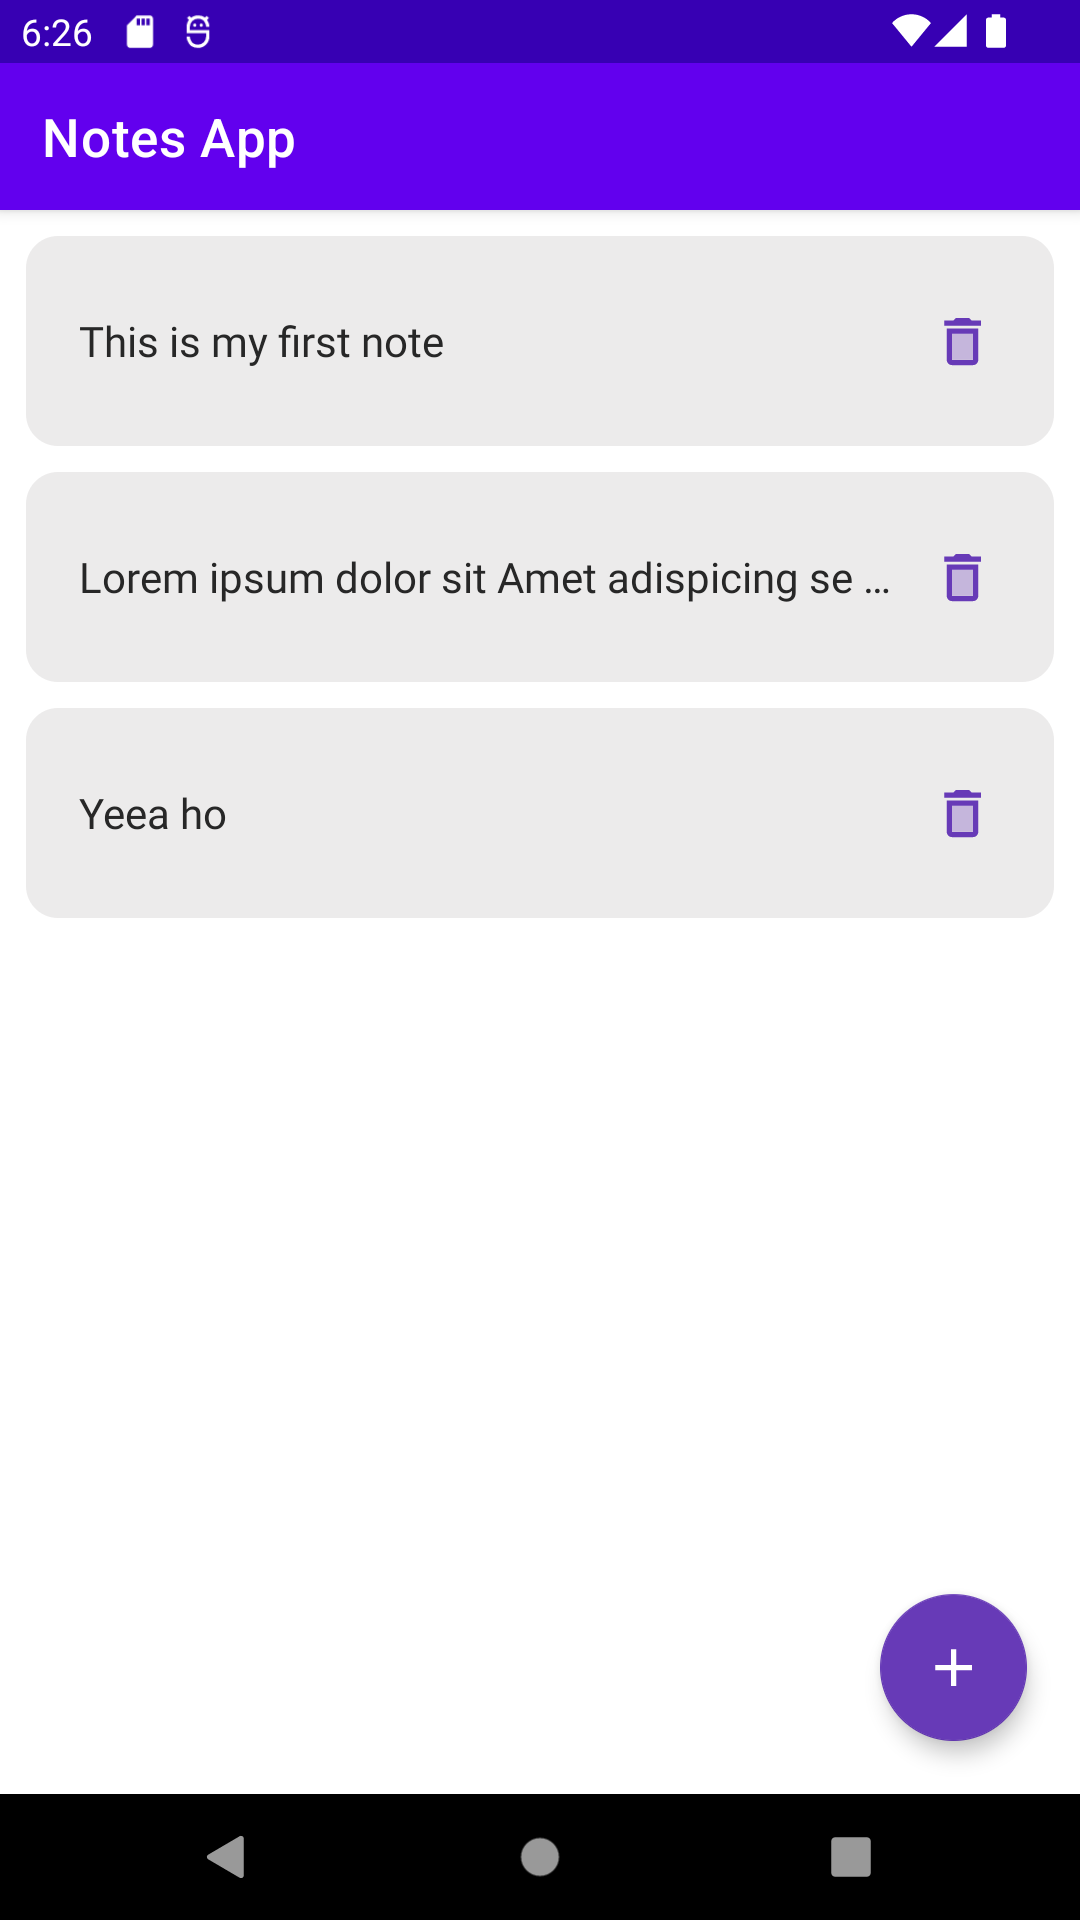 6:26
Notes App
This is my first note
Lorem ipsum dolor sit Amet adispicing se ...
Yeea ho